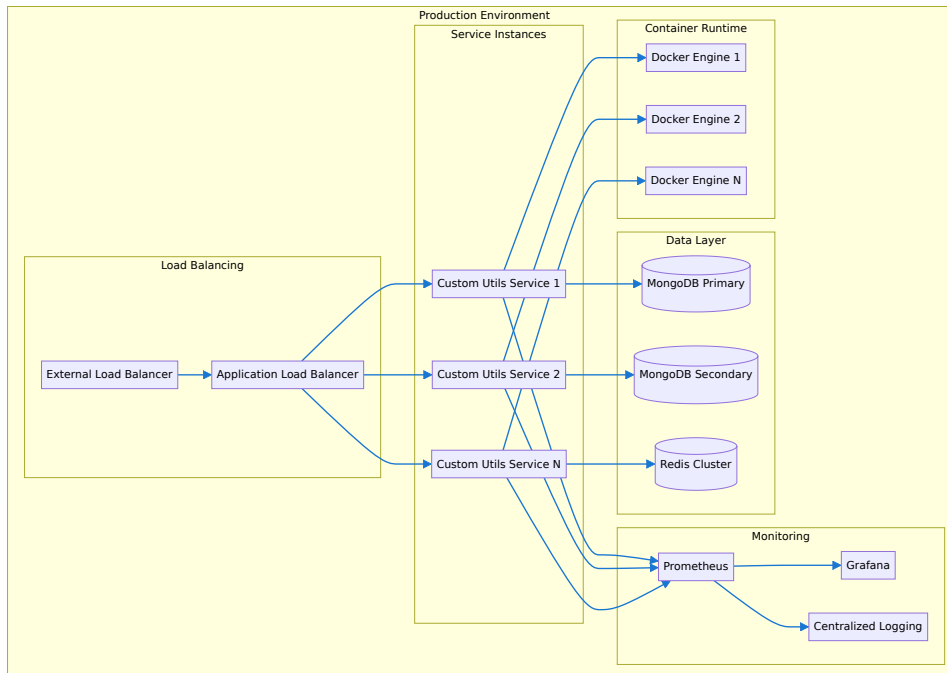 Production Environment
Service Instances
Container Runtime
Docker Engine 1
Docker Engine 2
Docker Engine N
Data Layer
Load Balancing
Custom Utils Service 1
MongoDB Primary
External Load Balancer
Application Load Balancer
Custom Utils Service 2
MongoDB Secondary
Custom Utils Service N
Redis Cluster
Monitoring
Prometheus
Grafana
Centralized Logging